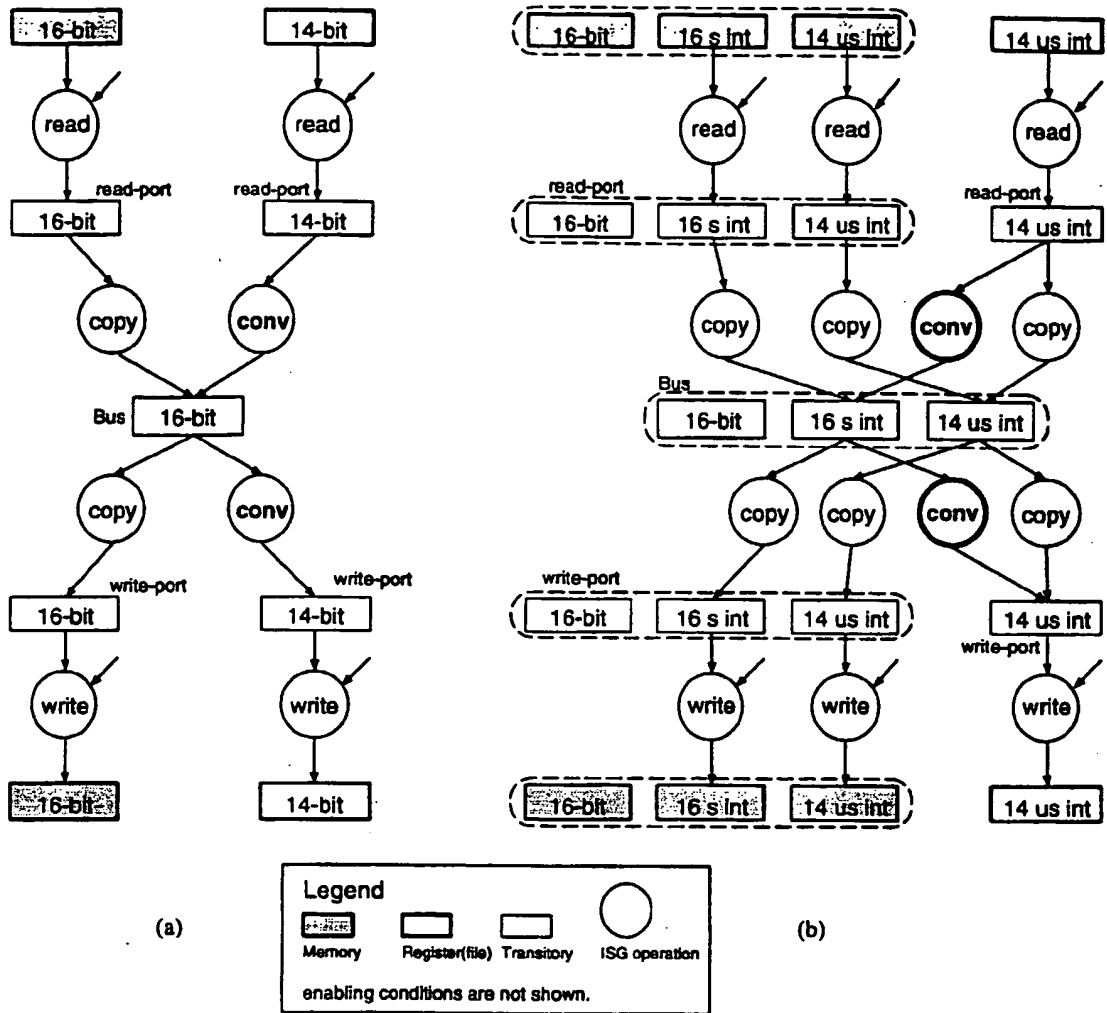 16-bit 14-bit 16-bit 16 s int 14 us int 14 us int
read read read read read
read-port read-port read-port read-port
16-bit 14-bit 16-bit 16 s int 14 us int 14 us int
copy conv copy copy conv copy
Bus 16-bit Bus 16-bit 16 s int 14 us int
copy conv copy copy conv copy
write-port write-port write-port
16-bit 14-bit 16-bit 16 s int 14 us int 14 us int
write-port
write write write write write
16-bit 14-bit 16-bit 16 s int 14 us int 14 us int
(a) (b)
Legend
Memory Register(file) Transitory ISG operation
enabling conditions are not shown.